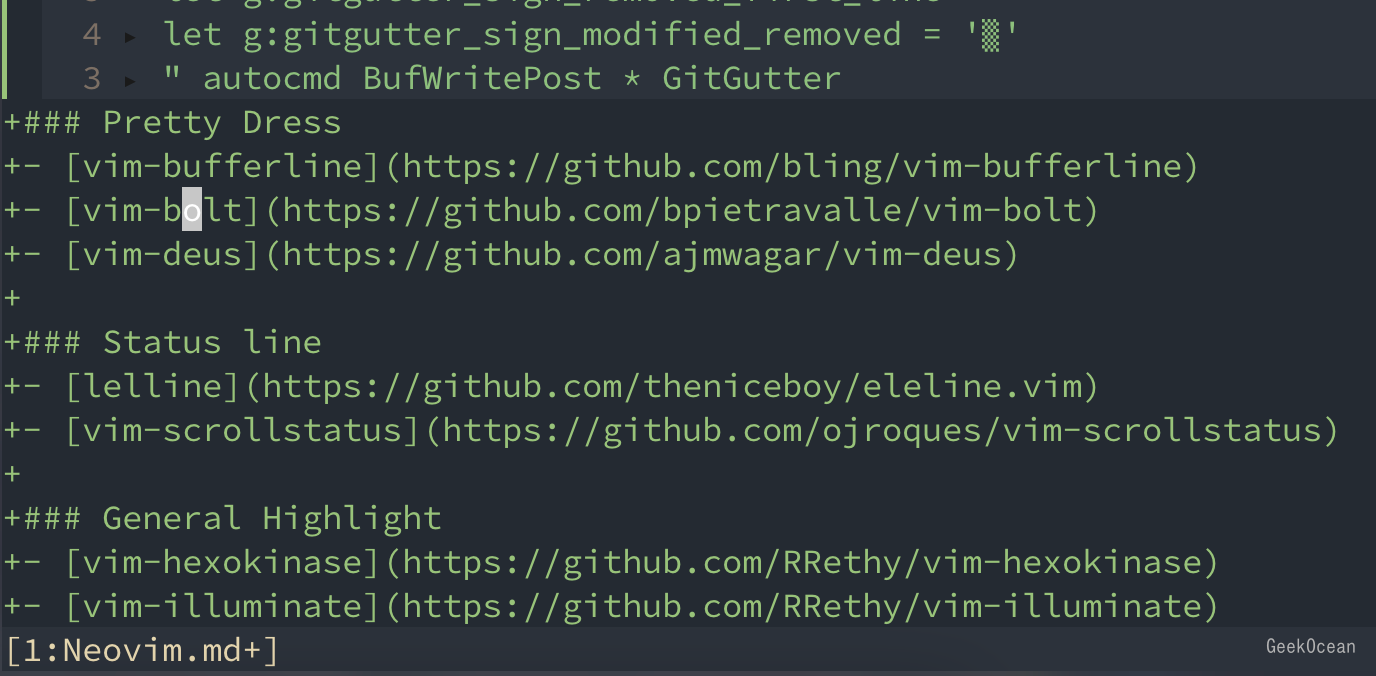 4 ▸ let g:gitgutter_sign_modified_removed = '▒'
3 ▸ " autocmd BufWritePost * GitGutter
+### Pretty Dress
+- [vim-bufferline](https://github.com/bling/vim-bufferline)
+- [vim-bolt](https://github.com/bpietravalle/vim-bolt)
+- [vim-deus](https://github.com/ajmwagar/vim-deus)
+
+### Status line
+- [lelline](https://github.com/theniceboy/eleline.vim)
+- [vim-scrollstatus](https://github.com/ojroques/vim-scrollstatus)
+
+### General Highlight
+- [vim-hexokinase](https://github.com/RRethy/vim-hexokinase)
+- [vim-illuminate](https://github.com/RRethy/vim-illuminate)
[1:Neovim.md+]
GeekOcean